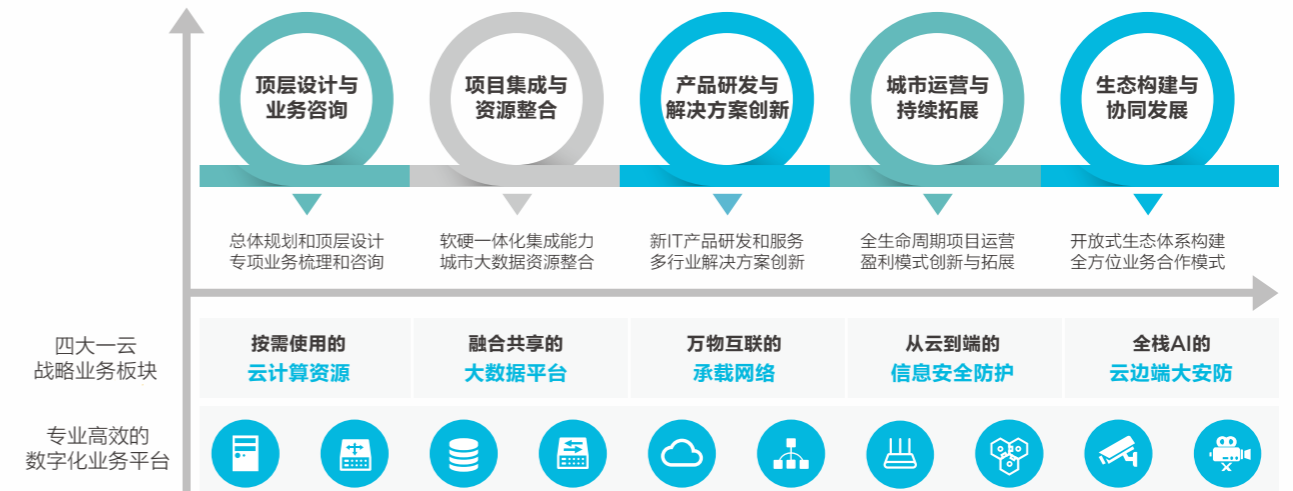 顶层设计与
业务咨询
项目集成与
资源整合
产品研发与
解决方案创新
城市运营与
持续拓展
生态构建与
协同发展
总体规划和顶层设计
专项业务梳理和咨询
软硬一体化集成能力
城市大数据资源整合
新IT产品研发和服务
多行业解决方案创新
全生命周期项目运营
盈利模式创新与拓展
开放式生态体系构建
全方位业务合作模式
四大一云
战略业务板块
按需使用的
云计算资源
融合共享的
大数据平台
万物互联的
承载网络
从云到端的
信息安全防护
全栈AI的
云边端大安防
专业高效的
数字化业务平台